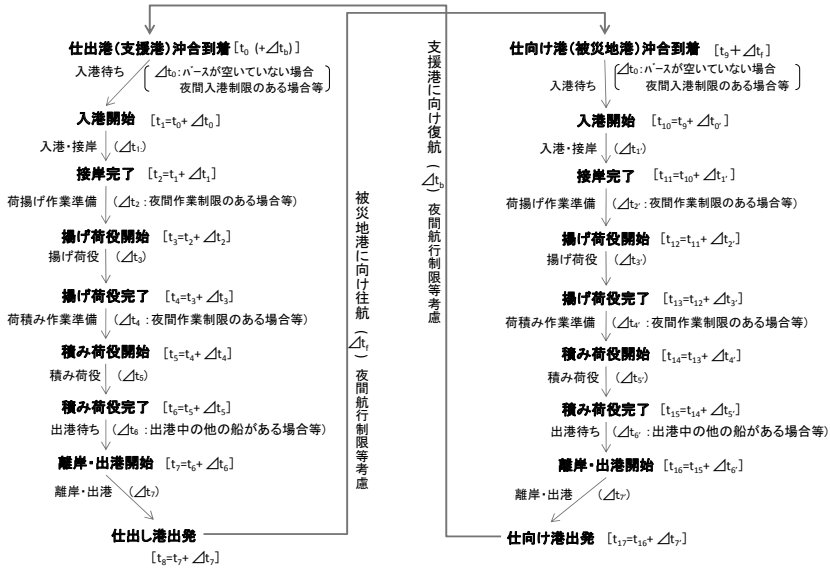 仕出港(支援港)沖合到着[t₀ (+⊿t_b)]
入港待ち
⊿t₀:バースが空いていない場合
夜間入港制限のある場合等
入港開始 [t₁=t₀+⊿t₀]
入港・接岸 (⊿t₁)
接岸完了 [t₂=t₁+⊿t₁]
荷揚げ作業準備 (⊿t₂:夜間作業制限のある場合等)
揚げ荷役開始 [t₃=t₂+⊿t₂]
揚げ荷役 (⊿t₃)
揚げ荷役完了 [t₄=t₃+⊿t₃]
荷積み作業準備 (⊿t₄:夜間作業制限のある場合等)
積み荷役開始 [t₅=t₄+⊿t₄]
積み荷役 (⊿t₅)
積み荷役完了 [t₆=t₅+⊿t₅]
出港待ち (⊿t₆:出港中の他の船がある場合等)
離岸・出港開始 [t₇=t₆+⊿t₆]
離岸・出港 (⊿t₇)
仕出し港出発
[t₈=t₇+⊿t₇]
被災地港に向け往航(⊿t_f)夜間航行制限等考慮
支援港に向け復航(⊿t_b)夜間航行制限等考慮
仕向け港(被災地港)沖合到着 [t₉+⊿t_f]
入港待ち
⊿t₀:バースが空いていない場合
夜間入港制限のある場合等
入港開始 [t₁₀=t₉+⊿t₀']
入港・接岸 (⊿t₁')
接岸完了 [t₁₁=t₁₀+⊿t₁']
荷揚げ作業準備 (⊿t₂':夜間作業制限のある場合等)
揚げ荷役開始 [t₁₂=t₁₁+⊿t₂']
揚げ荷役 (⊿t₃')
揚げ荷役完了 [t₁₃=t₁₂+⊿t₃']
荷積み作業準備 (⊿t₄':夜間作業制限のある場合等)
積み荷役開始 [t₁₄=t₁₃+⊿t₄']
積み荷役 (⊿t₅')
積み荷役完了 [t₁₅=t₁₄+⊿t₅']
出港待ち (⊿t₆':出港中の他の船がある場合等)
離岸・出港開始 [t₁₆=t₁₅+⊿t₆']
離岸・出港 (⊿t₇')
仕向け港出発 [t₁₇=t₁₆+⊿t₇']